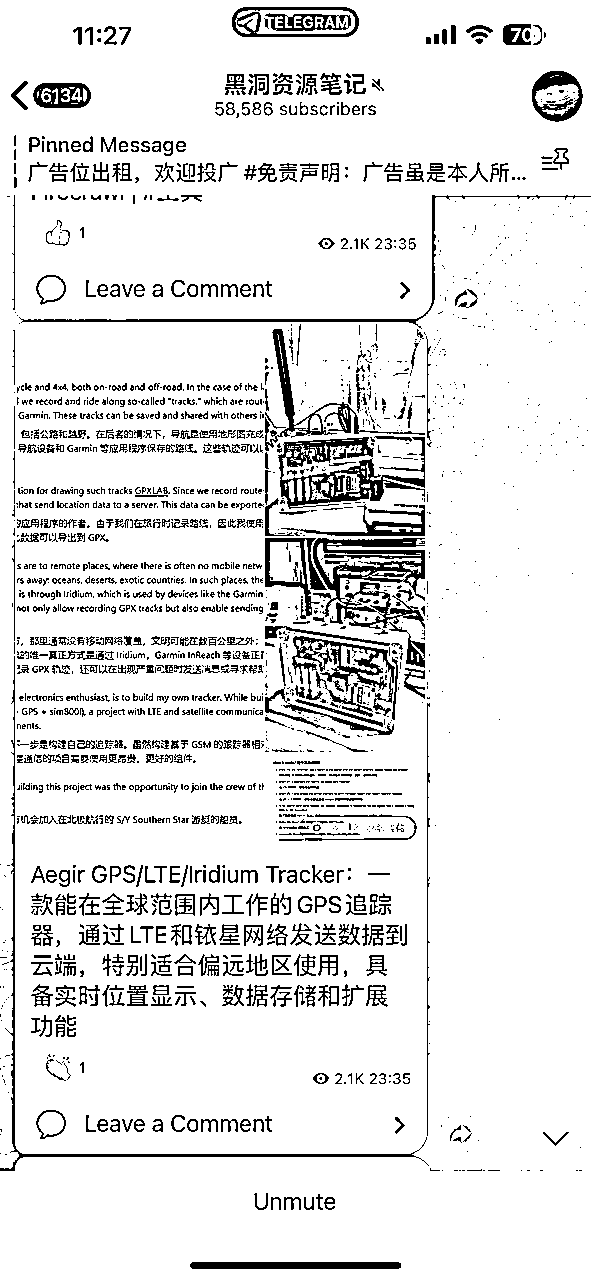 11:27
TELEGRAM
70
6134
黑洞资源笔记
58,586 subscribers
Pinned Message
广告位出租，欢迎投广 #免责声明：广告虽是本人所...
1
2.1K 23:35
Leave a Comment
ycle and 4x4, both on-road and off-road. In the case of the
we record and ride along so-called "tracks," which are rout
Garmin. These tracks can be saved and shared with others i
包括公路和越野。在后者的情况下，导航是使用地形图完成
导航设备和 Garmin 等应用程序保存的路线。这些轨迹可以
tion for drawing such tracks GPXLAB. Since we record route
that send location data to a server. This data can be exporte
应用程序的作者。由于我们在旅行时记录路线，因此我使用
数据可以导出到 GPX。
s are to remote places, where there is often no mobile netw
rs away: oceans, deserts, exotic countries. In such places, the
is through Iridium, which is used by devices like the Garmin
not only allow recording GPX tracks but also enable sending
，那里通常没有移动网络覆盖，文明可能在数百公里之外：
的唯一真正方式是通过 Iridium，Garmin InReach 等设备正
录 GPX 轨迹，还可以在出现严重问题时发送消息或寻求帮助
electronics enthusiast, is to build my own tracker. While bui
GPS + sim800l), a project with LTE and satellite communica
nents.
一步是构建自己的追踪器。虽然构建基于 GSM 的跟踪器相
星通信的项目需要使用更昂贵、更好的组件。
uilding this project was the opportunity to join the crew of th
机会加入在北极航行的 S/Y Southern Star 游艇的船员。
Aegir GPS/LTE/Iridium Tracker：一
款能在全球范围内工作的GPS追踪
器，通过LTE和铱星网络发送数据到
云端，特别适合偏远地区使用，具
备实时位置显示、数据存储和扩展
功能
1
2.1K 23:35
Leave a Comment
Unmute